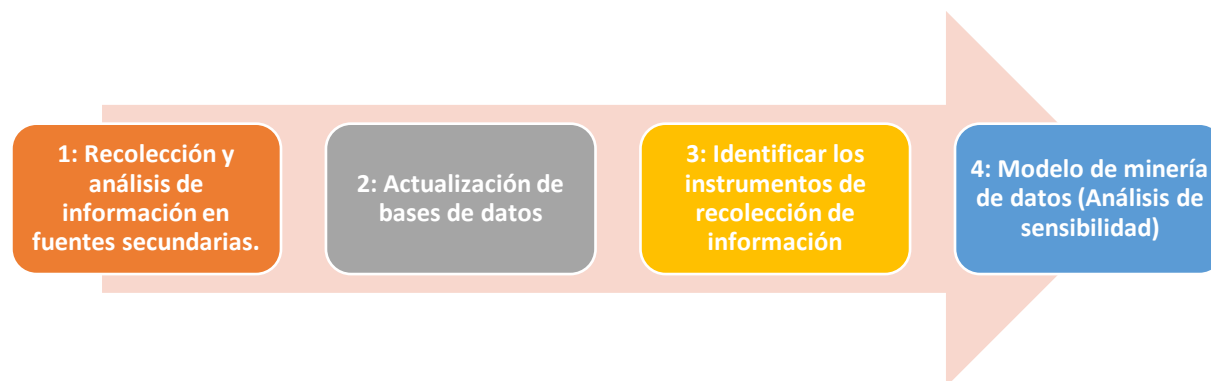 1: Recolección y
análisis de
información en
fuentes secundarias.
2: Actualización de
bases de datos
3: Identificar los
instrumentos de
recolección de
información
4: Modelo de minería
de datos (Análisis de
sensibilidad)